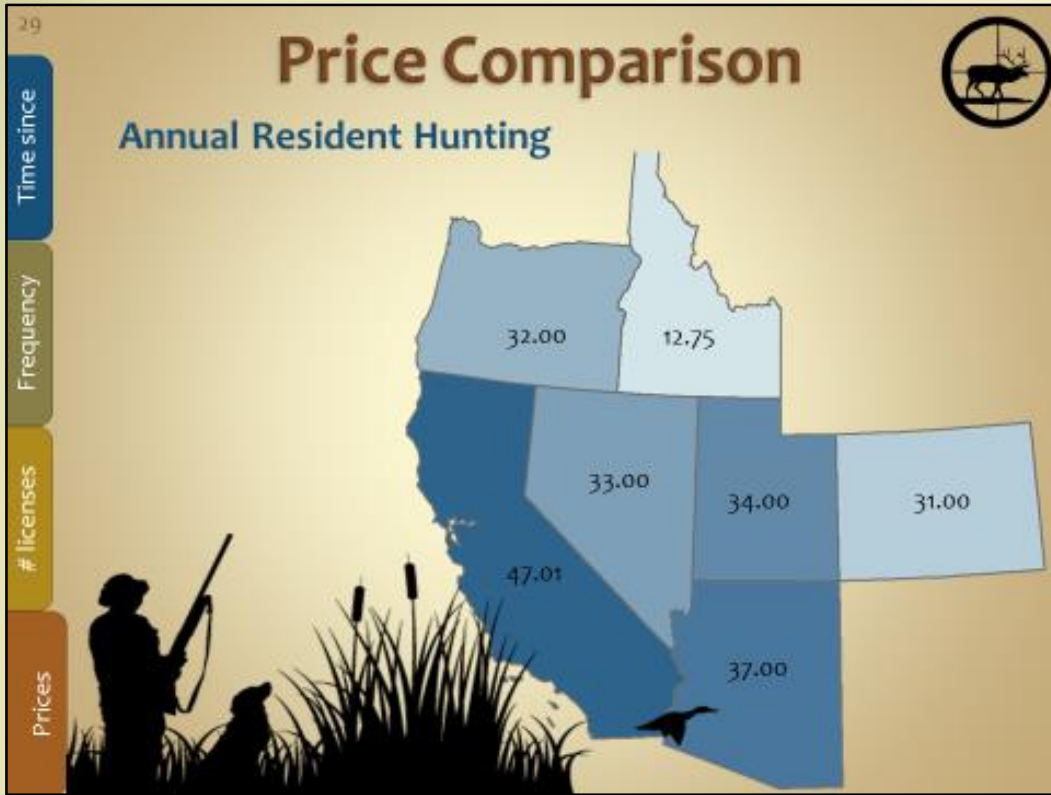 29
Price Comparison
Annual Resident Hunting
Time since
Frequency
# licenses
Prices
32.00
12.75
33.00
34.00
31.00
47.01
37.00